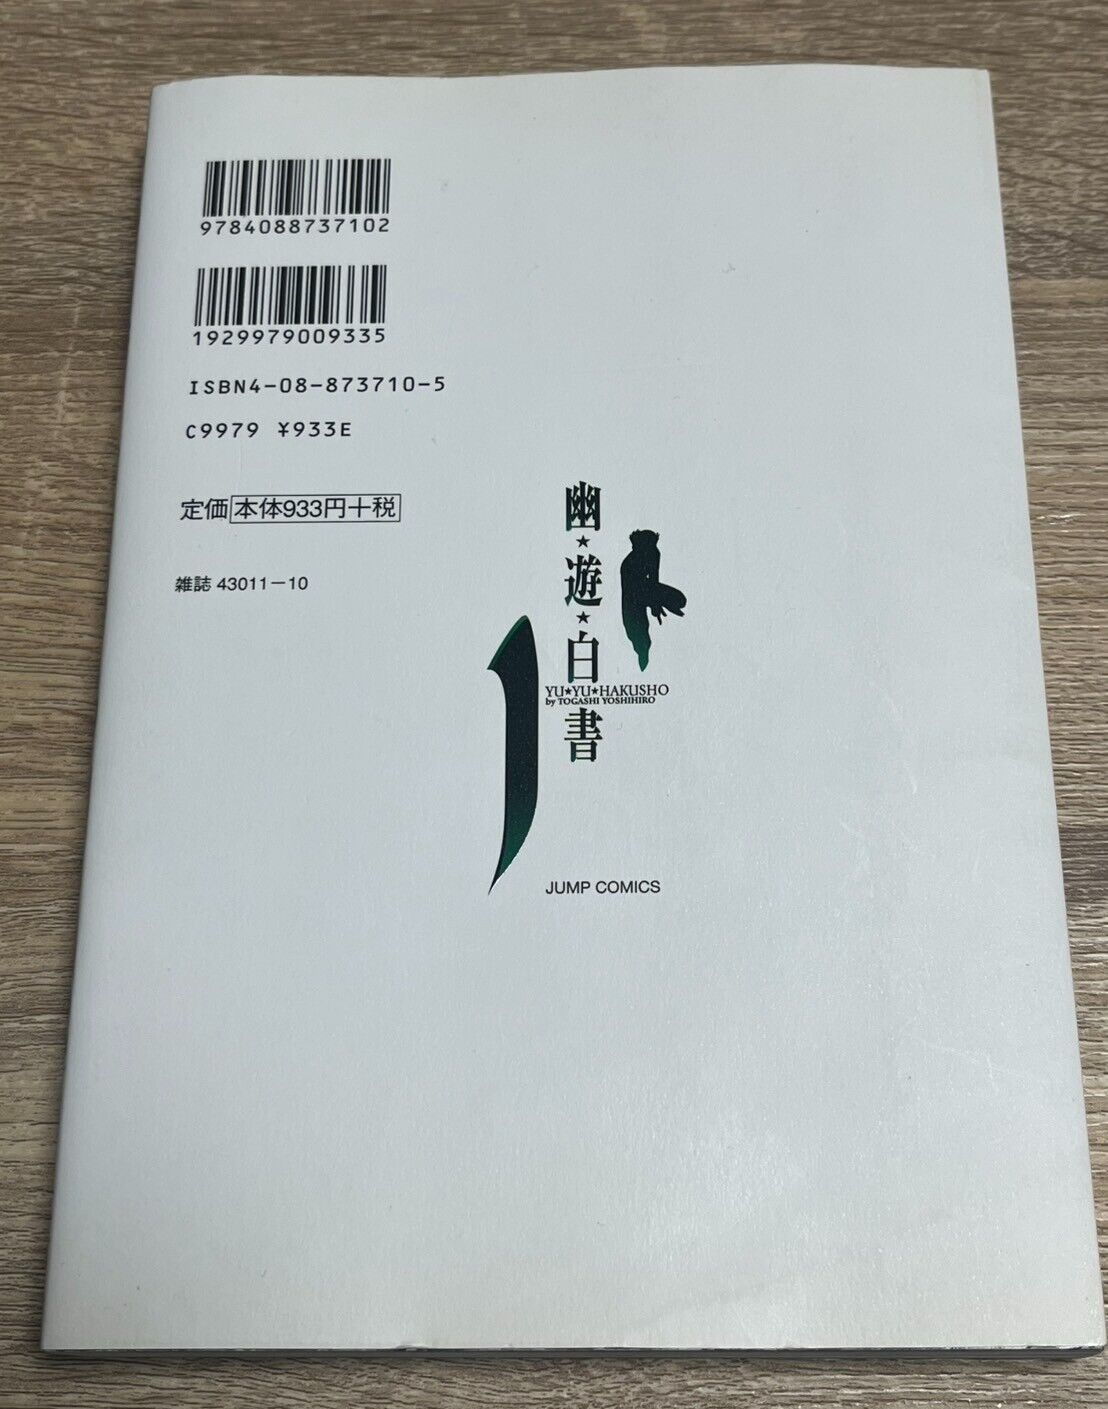 9784088737102
1929979009335
ISBN4-08-873710-5
C9979 ¥933E
定価 本体933円+税
雑誌 43011-10
幽★遊★白書
YU★YU★HAKUSHO
by TOGASHI YOSHIHIRO
JUMP COMICS